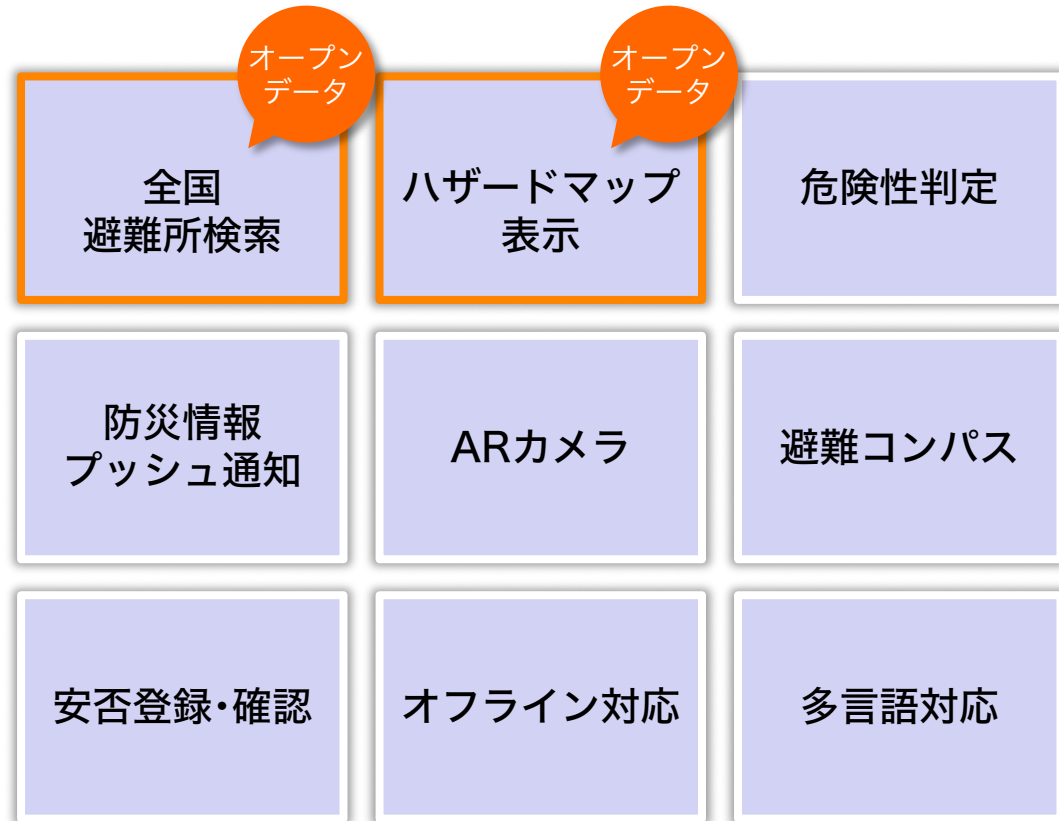 オープン
データ
全国
避難所検索
オープン
データ
ハザードマップ
表示
危険性判定
防災情報
プッシュ通知
ARカメラ
避難コンパス
安否登録・確認
オフライン対応
多言語対応